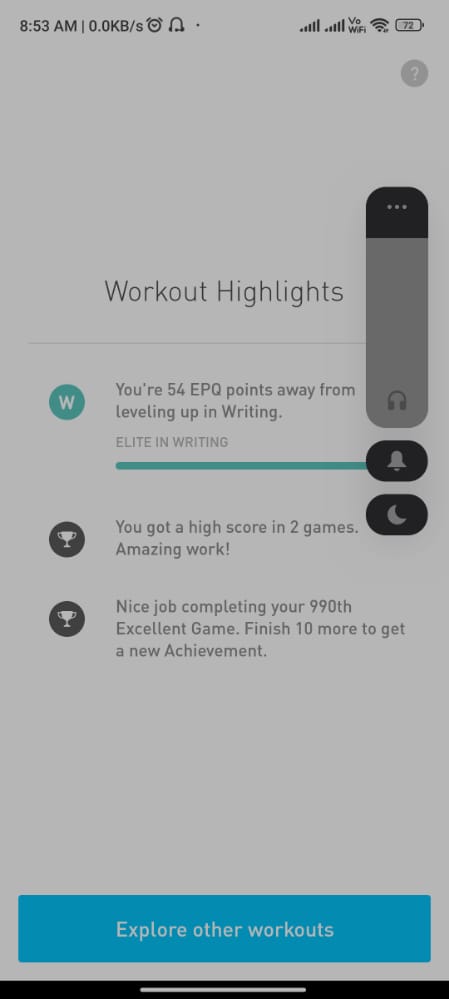 8:53 AM | 0.0KB/s
Vo
WiFi
72
?
Workout Highlights
W
You're 54 EPQ points away from
leveling up in Writing.
ELITE IN WRITING
You got a high score in 2 games.
Amazing work!
Nice job completing your 990th
Excellent Game. Finish 10 more to get
a new Achievement.
Explore other workouts